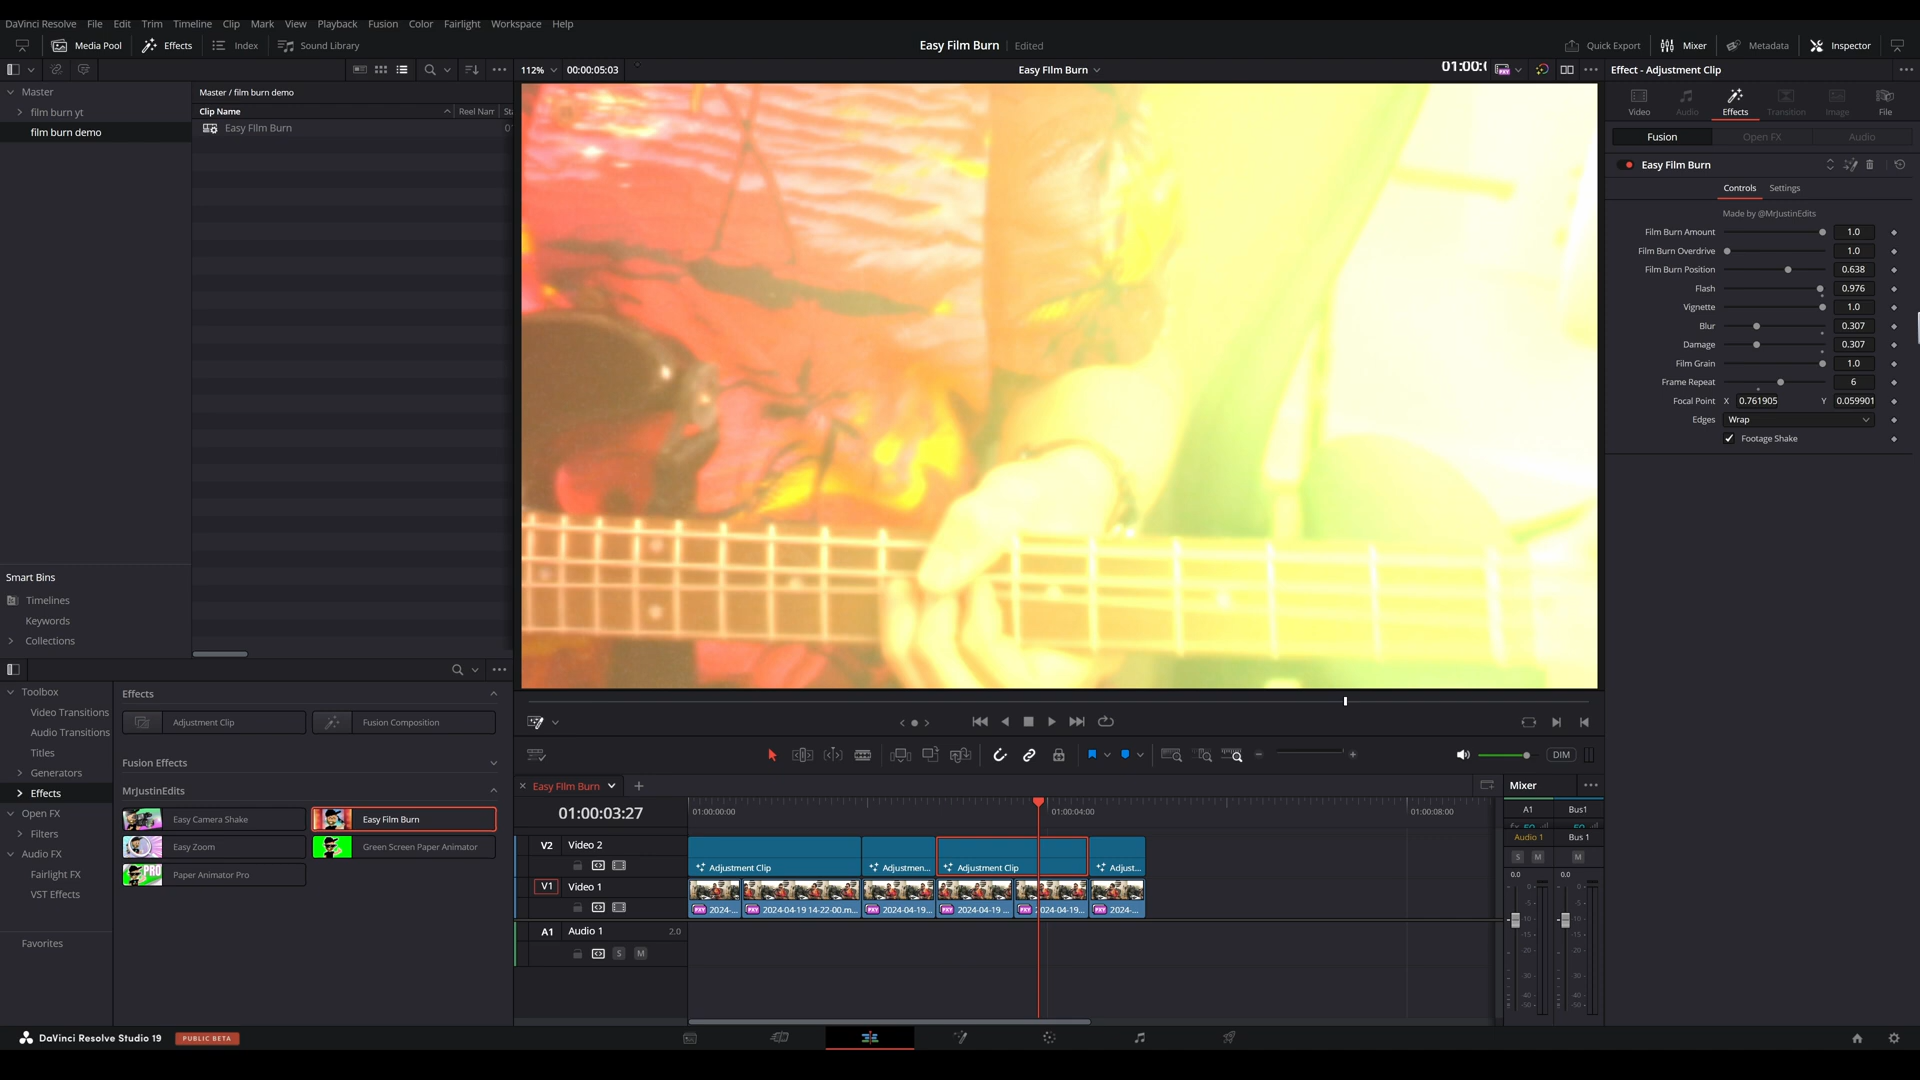 DaVinci Resolve File Edit Trim Timeline Clip Mark View Playback Fusion Color Fairlight Workspace Help
Media Pool Effects Index Sound Library
Easy Film Burn Edited
Quick Export Mixer Metadata Inspector
112% 00:00:05:03
Easy Film Burn
Effect - Adjustment Clip
Master
film burn yt
film burn demo
Master / film burn demo
Clip Name Reel Nam
Easy Film Burn
Video Audio Effects Transition Image File
Fusion Open FX Audio
Easy Film Burn
Controls Settings
Made by @MrJustinEdits
Film Burn Amount 1.0
Film Burn Overdrive 1.0
Film Burn Position 0.638
Flash 0.976
Vignette 1.0
Blur 0.307
Damage 0.307
Film Grain 1.0
Frame Repeat 6
Focal Point X 0.761905 Y 0.059901
Edges Wrap
Footage Shake
Smart Bins
Timelines
Keywords
Collections
Toolbox
Video Transitions
Audio Transitions
Titles
Generators
Effects
Open FX
Filters
Audio FX
Fairlight FX
VST Effects
Favorites
Effects
Adjustment Clip Fusion Composition
Fusion Effects
MrJustinEdits
Easy Camera Shake Easy Film Burn
Easy Zoom Green Screen Paper Animator
PRO Paper Animator Pro
DIM
Easy Film Burn
01:00:03:27
01:00:00:00 01:00:04:00 01:00:08:00
V2 Video 2
Adjustment Clip Adjustmen... Adjustment Clip Adjust...
V1 Video 1
2024-... 2024-04-19 14-22-00.m... 2024-04-19... 2024-04-19 ... 2024-04-19... 2024-...
A1 Audio 1 2.0
S M
Mixer
A1 Bus1
Audio 1 Bus 1
S M M
0.0 0.0
DaVinci Resolve Studio 19 PUBLIC BETA